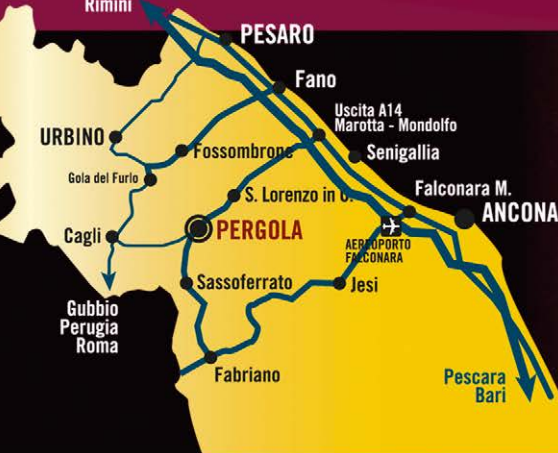 Rimini
PESARO
Fano
Uscita A14
Marotta - Mondolfo
URBINO
Fossombrone
Senigallia
Gola del Furlo
S. Lorenzo in
Falconara M.
ANCONA
Cagli
PERGOLA
AEROPORTO
FALCONARA
Sassoferrato
Jesi
Gubbio
Perugia
Roma
Fabriano
Pescara
Bari